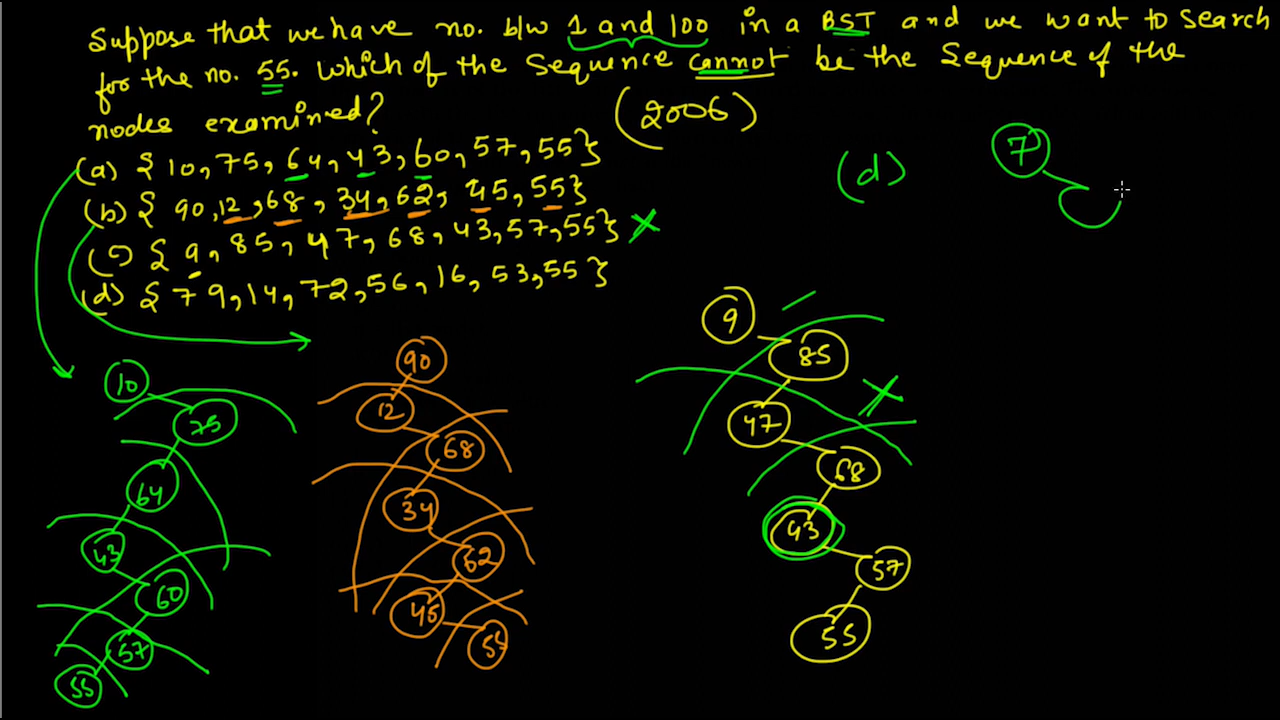 Suppose that we have no. b/w 1 and 100 in a BST and we want to search
for the no. 55. Which of the sequence cannot be the sequence of the
nodes examined?
(2006)
(a) { 10, 75, 64, 43, 60, 57, 55}
(b) { 90, 12, 68, 34, 62, 45, 55}
(c) { 9, 85, 47, 68, 43, 57, 55} X
(d) { 79, 14, 72, 56, 16, 53, 55}
(d)
7
10
75
64
43
60
57
55
90
12
68
34
62
45
55
9
85
X
47
68
43
57
55